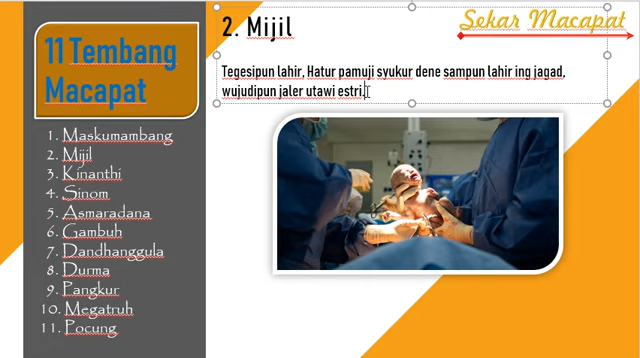 Sekar Macapat
11 Tembang
Macapat
1. Maskumambang
2. Mijil
3. Kinanthi
4. Sinom
5. Asmaradana
6. Gambuh
7. Dandhanggula
8. Durma
9. Pangkur
10. Megatruh
11. Pocung
2. Mijil
Tegesipun lahir, Hatur pamuji syukur dene sampun lahir ing jagad,
wujudipun jaler utawi estri.